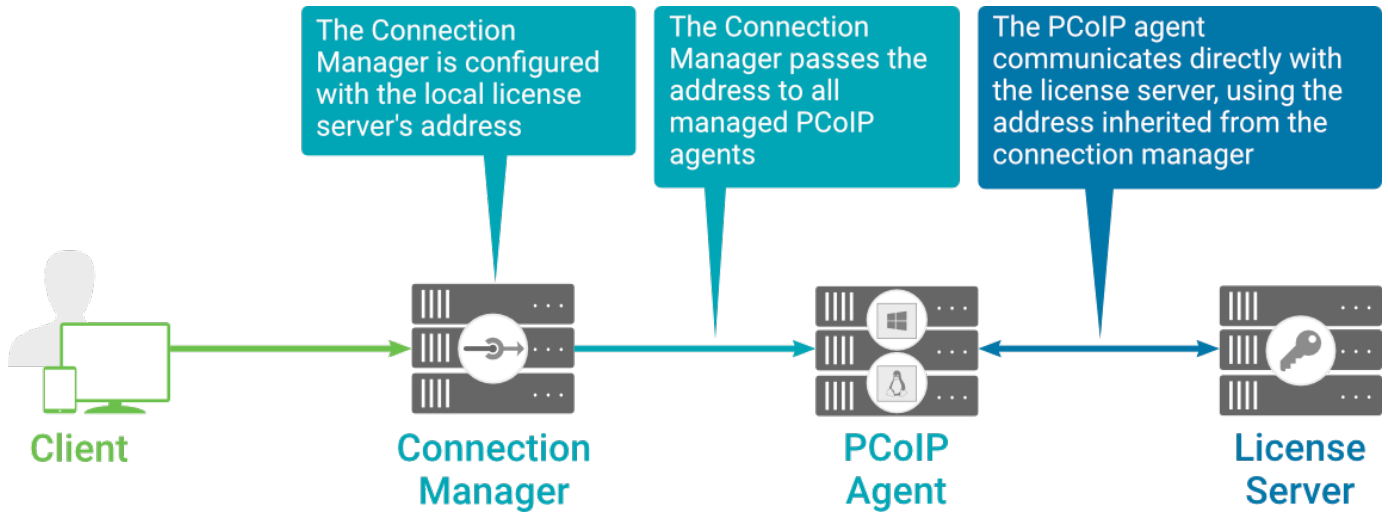 The Connection
Manager is configured
with the local license
server's address
The Connection
Manager passes the
address to all
managed PCoIP
agents
The PCoIP agent
communicates directly with
the license server, using the
address inherited from the
connection manager
Client
Connection
Manager
PCoIP
Agent
License
Server